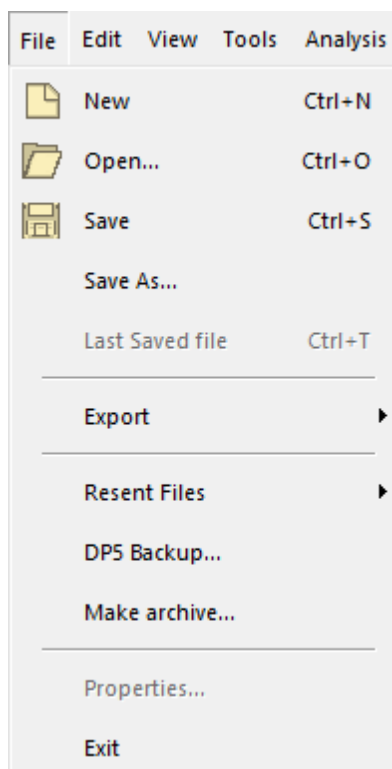 File Edit View Tools Analysis
New Ctrl+N
Open... Ctrl+O
Save Ctrl+S
Save As...
Last Saved file Ctrl+T
Export
Resent Files
DP5 Backup...
Make archive...
Properties...
Exit